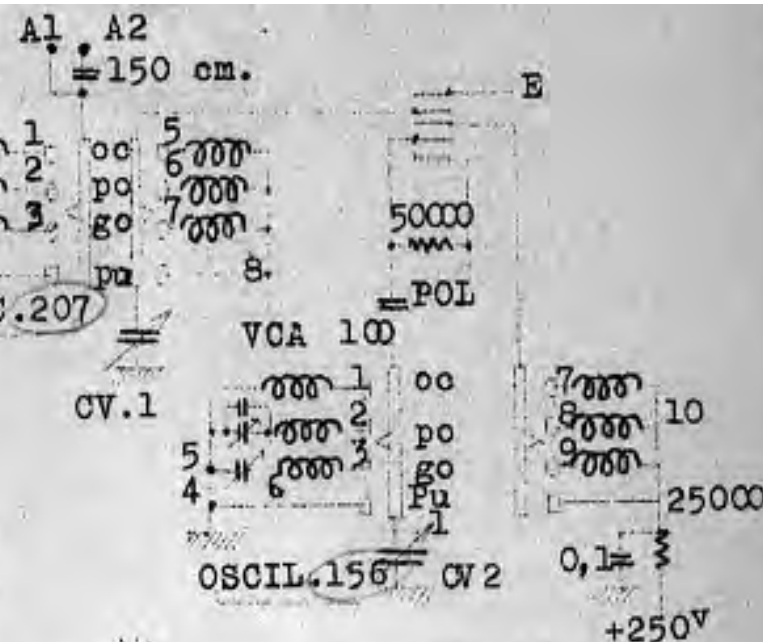 A1 A2
150 cm.
E
1 oc 5
2 po 6
3 go 7
pu 8
50000
C.207
POL
VCA 100
CV.1
1 oc 7
2 po 8 10
3 go 9
5
6
4 Pu 25000
1
OSCIL.156 CV2
0,1
+250V